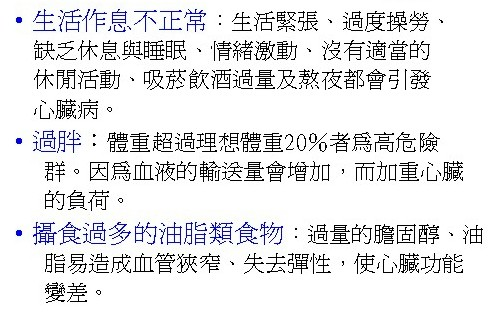 •生活作息不正常：生活緊張、過度操勞、
缺乏休息與睡眠、情緒激動、沒有適當的
休閒活動、吸菸飲酒過量及熬夜都會引發
心臟病。
•過胖：體重超過理想體重20%者為高危險
群。因為血液的輸送量會增加，而加重心臟
的負荷。
•攝食過多的油脂類食物：過量的膽固醇、油
脂易造成血管狹窄、失去彈性，使心臟功能
變差。